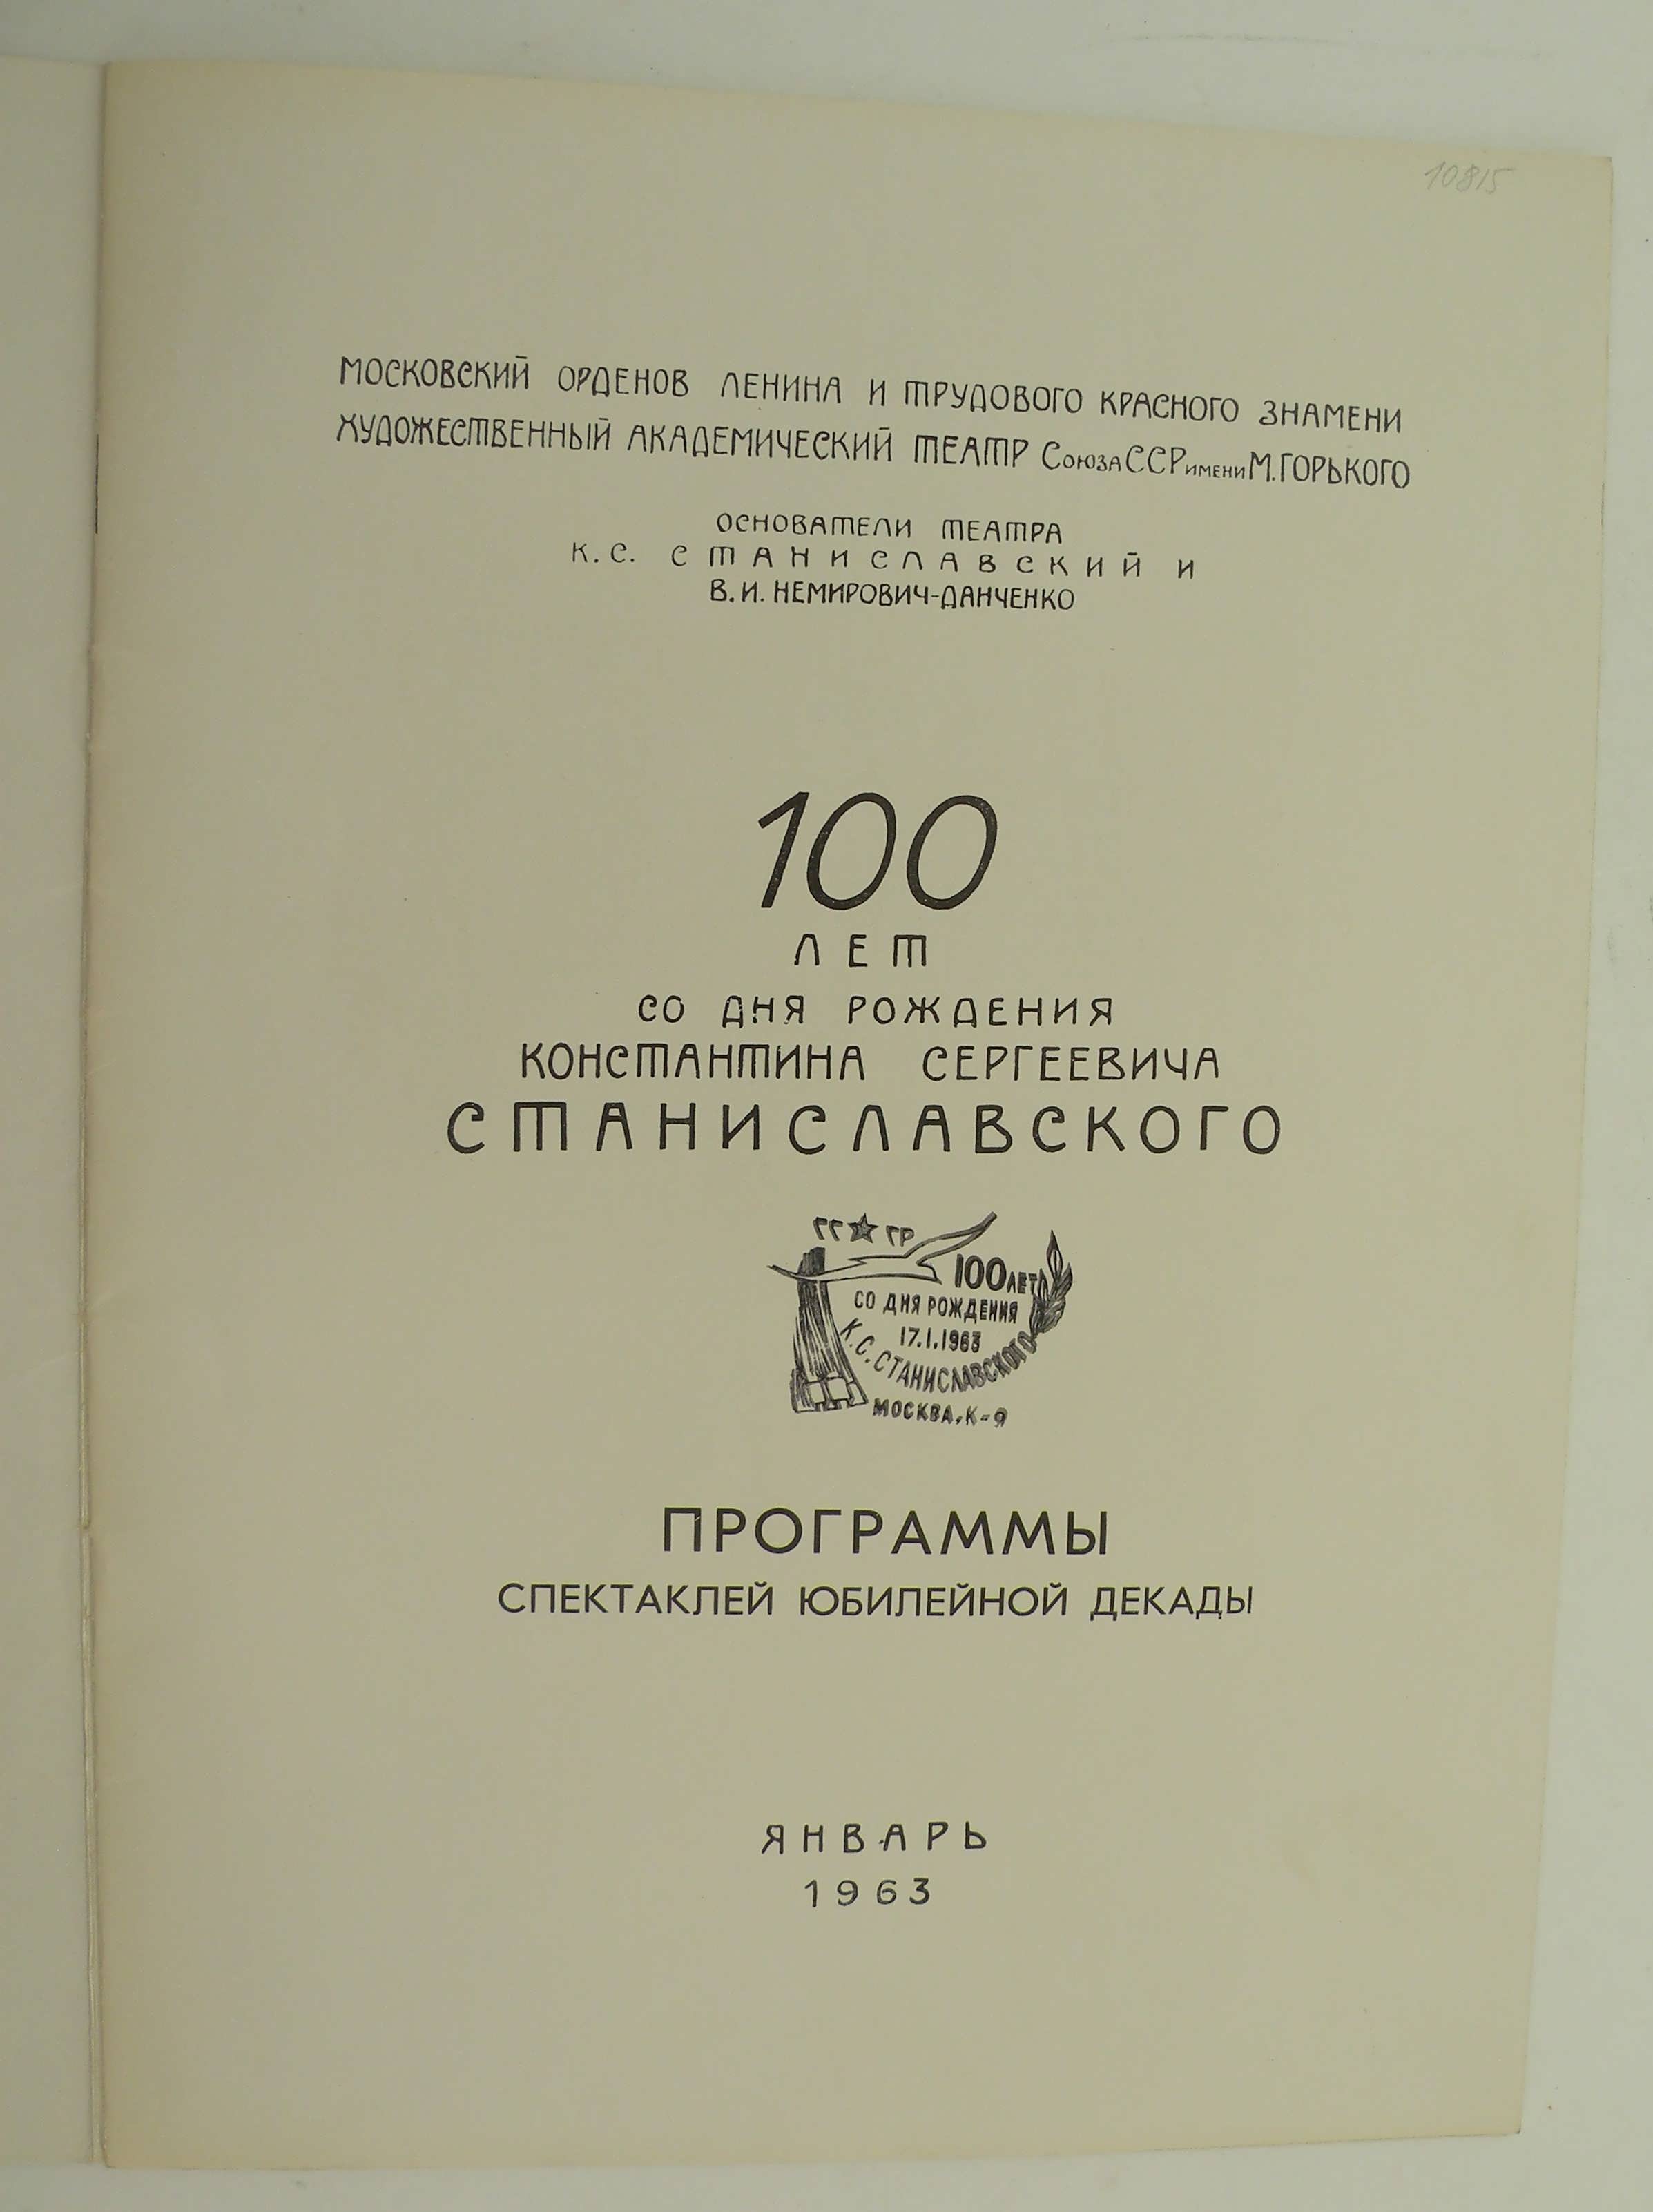 10815
МОСКОВСКИЙ ОРДЕНОВ ЛЕНИНА И ТРУДОВОГО КРАСНОГО ЗНАМЕНИ
ХУДОЖЕСТВЕННЫЙ АКАДЕМИЧЕСКИЙ ТЕАТР СОЮЗА ССР ИМЕНИ М. ГОРЬКОГО
ОСНОВАТЕЛИ ТЕАТРА
К. С. СТАНИСЛАВСКИЙ И
В. И. НЕМИРОВИЧ-ДАНЧЕНКО
100
ЛЕТ
СО ДНЯ РОЖДЕНИЯ
КОНСТАНТИНА СЕРГЕЕВИЧА
СТАНИСЛАВСКОГО
СС★СР
100 ЛЕТ
СО ДНЯ РОЖДЕНИЯ
17.I.1963
К.С. СТАНИСЛАВСКОГО
МОСКВА, К-9
ПРОГРАММЫ
СПЕКТАКЛЕЙ ЮБИЛЕЙНОЙ ДЕКАДЫ
ЯНВАРЬ
1963